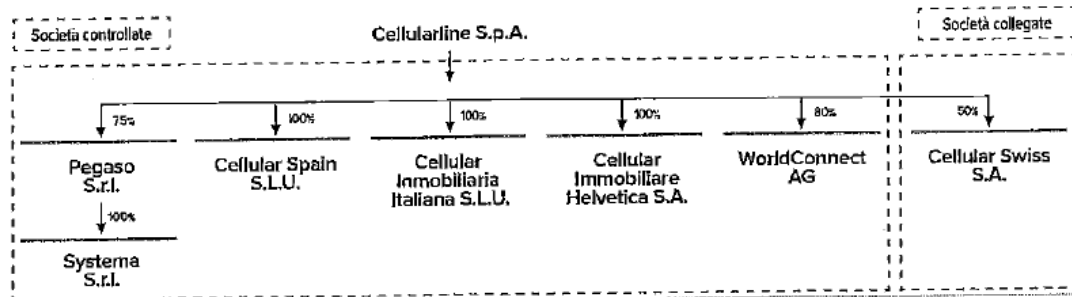 Società controllate
Cellularline S.p.A.
Società collegate
75%
100%
100%
100%
80%
50%
Pegaso
S.r.l.
Cellular Spain
S.L.U.
Cellular
Inmobiliaria
Italiana S.L.U.
Cellular
Immobiliare
Helvetica S.A.
WorldConnect
AG
Cellular Swiss
S.A.
100%
Systema
S.r.l.